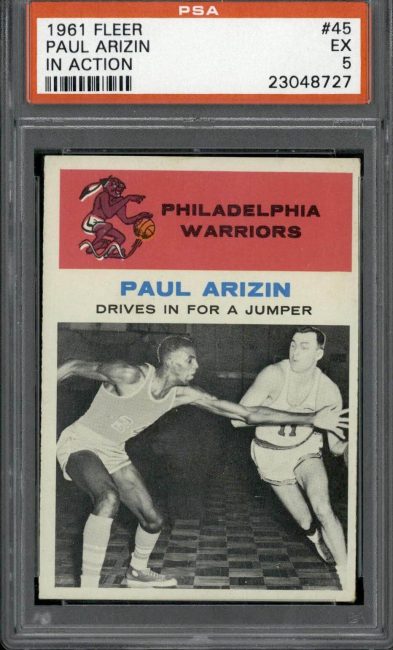 PSA
1961 FLEER #45
PAUL ARIZIN EX
IN ACTION 5
23048727
PHILADELPHIA
WARRIORS
PAUL ARIZIN
DRIVES IN FOR A JUMPER
11